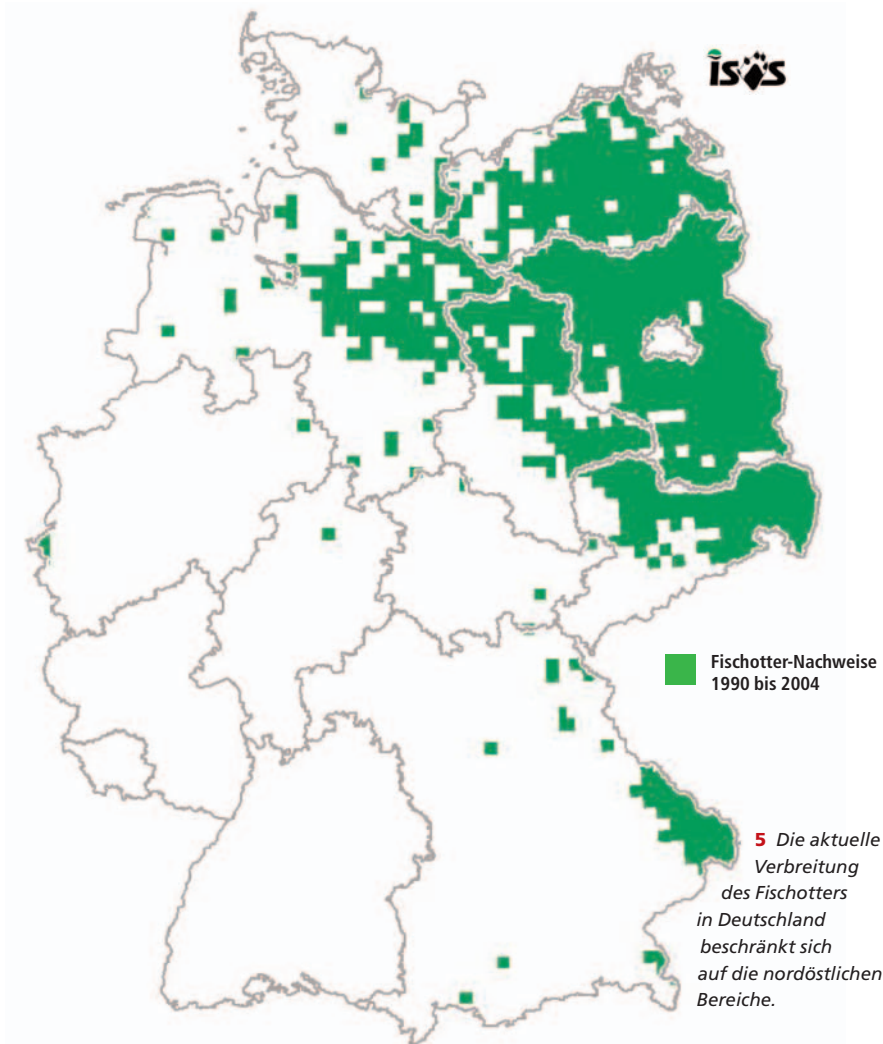 isos
Fischotter-Nachweise
1990 bis 2004
5 Die aktuelle
Verbreitung
des Fischotters
in Deutschland
beschränkt sich
auf die nordöstlichen
Bereiche.